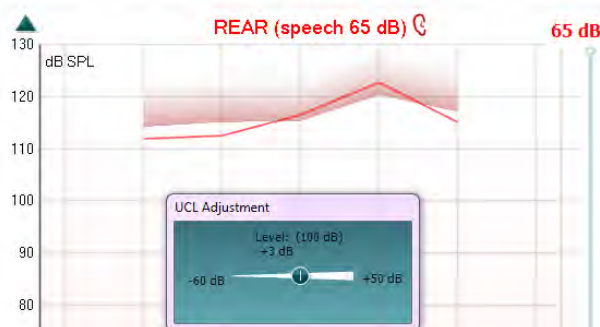 REAR (speech 65 dB)
65 dB
130
dB SPL
120
110
100
90
80
UCL Adjustment
Level: (100 dB)
+3 dB
-60 dB
+50 dB